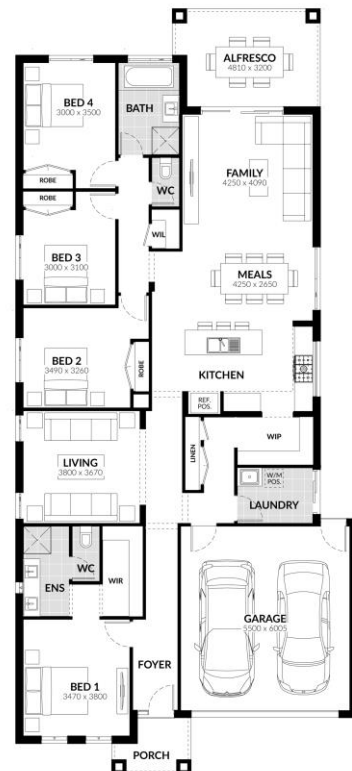 ALFRESCO
4810 x 3200
BED 4
3000 x 3500
BATH
FAMILY
4250 x 4090
ROBE
WC
ROBE
WIL
BED 3
3000 x 3100
MEALS
4250 x 2650
BED 2
3490 x 3260
ROBE
KITCHEN
REF.
POS.
LIVING
3800 x 3670
LINEN
WIP
W/M
POS.
LAUNDRY
WC
ENS
WIR
GARAGE
5500 x 6005
BED 1
3470 x 3800
FOYER
PORCH